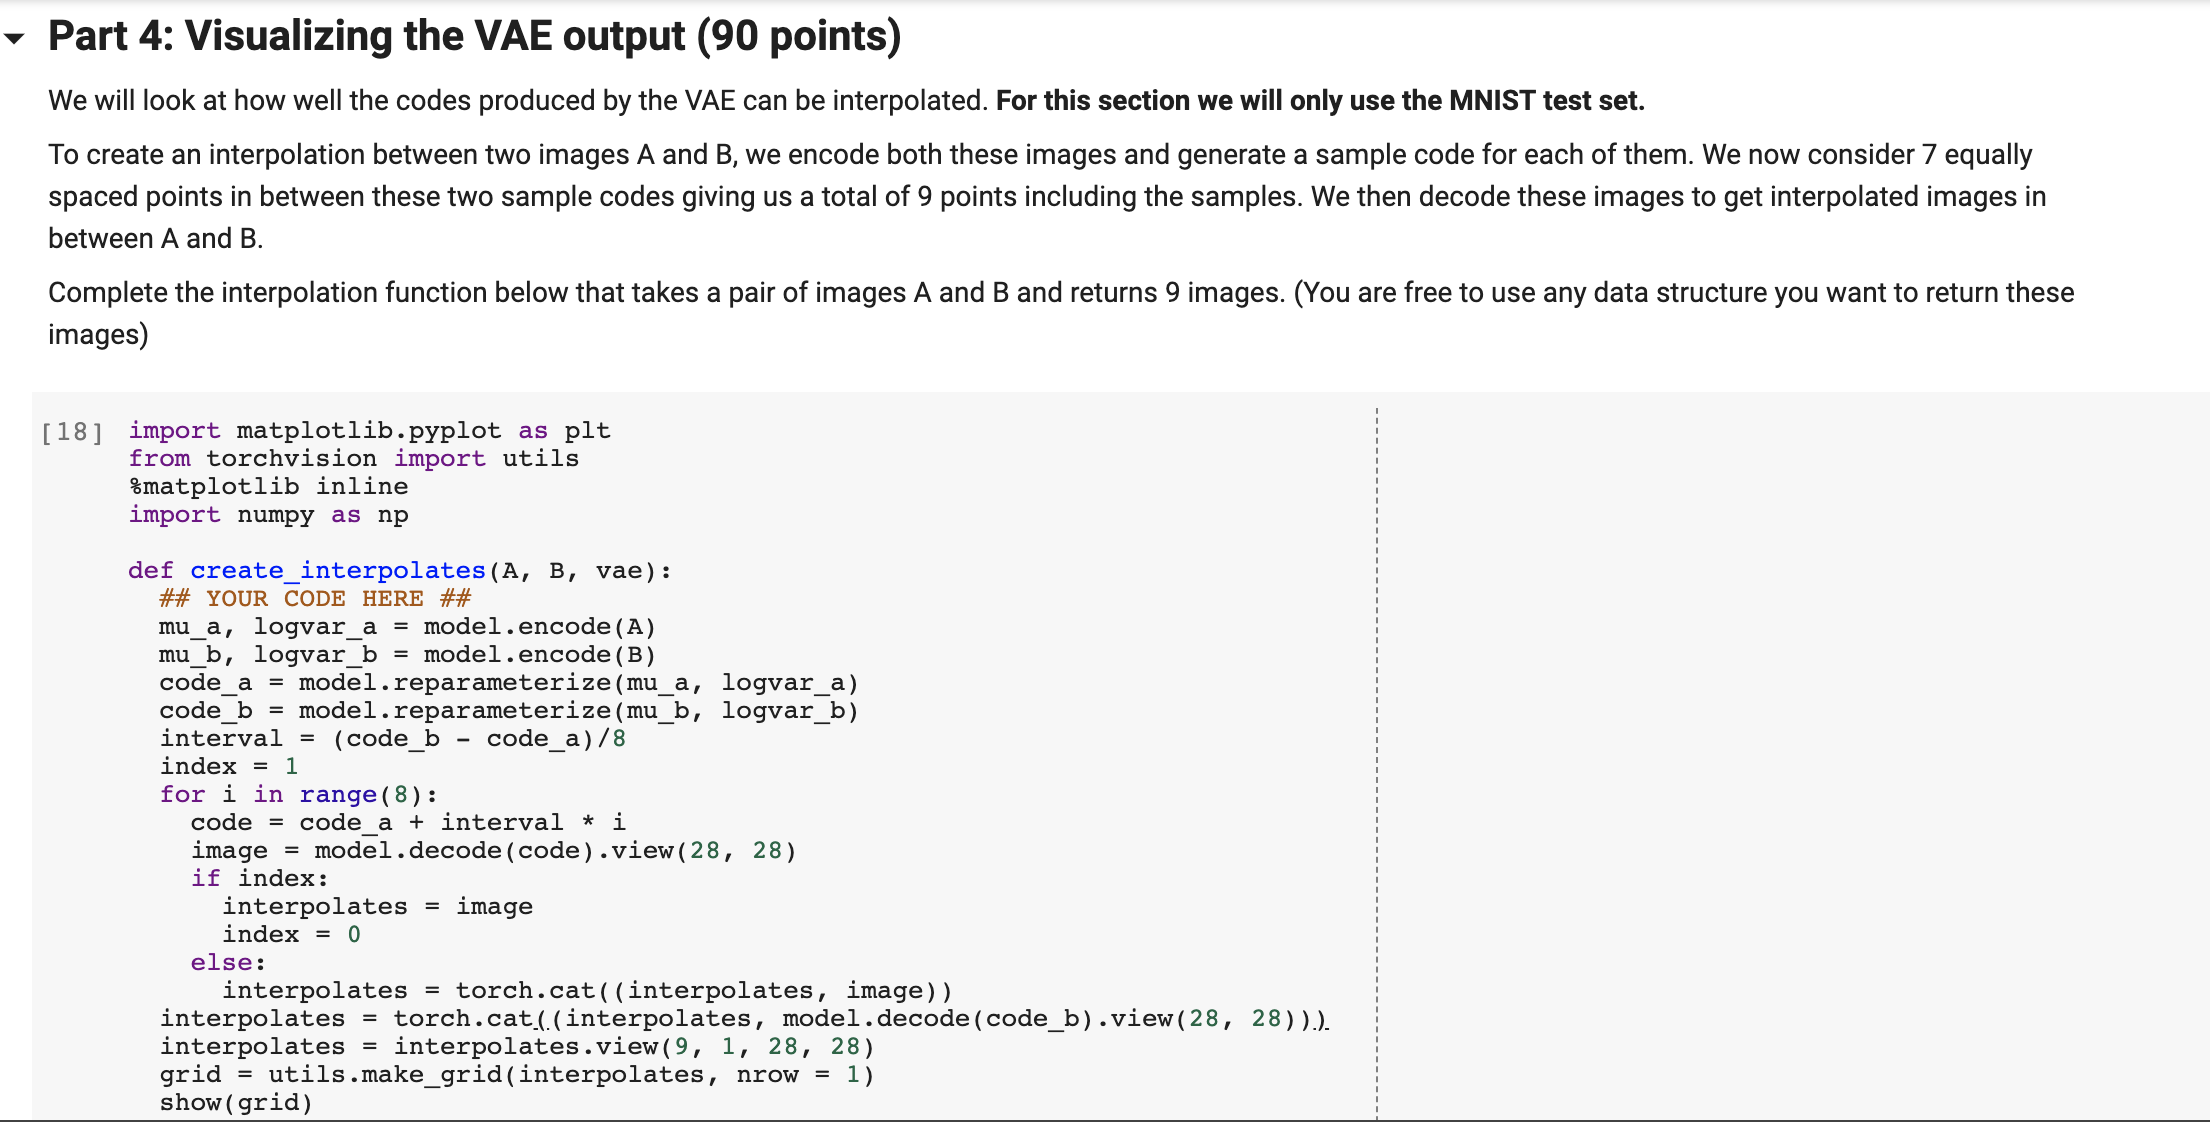 Part 4: Visualizing the VAE output (90 points)
We will look at how well the codes produced by the VAE can be interpolated. For this section we will only use the MNIST test set.
To create an interpolation between two images A and B, we encode both these images and generate a sample code for each of them. We now consider 7 equally
spaced points in between these two sample codes giving us a total of 9 points including the samples. We then decode these images to get interpolated images in
between A and B.
Complete the interpolation function below that takes a pair of images A and B and returns 9 images. (You are free to use any data structure you want to return these
images)
[18] import matplotlib.pyplot as plt
from torchvision import utils
%matplotlib inline
import numpy as np
def create_interpolates(A, B, vae):
## YOUR CODE HERE ##
mu_a, logvar_a = model.encode(A)
mu_b, logvar_b = model.encode(B)
code_a = model.reparameterize(mu_a, logvar_a)
code_b = model.reparameterize(mu_b, logvar_b)
interval = (code_b - code_a)/8
index = 1
for i in range(8):
code = code_a + interval * i
image = model.decode(code).view(28, 28)
if index:
interpolates = image
index = 0
else:
interpolates = torch.cat((interpolates, image))
interpolates = torch.cat((interpolates, model.decode(code_b).view(28, 28)))
interpolates = interpolates.view(9, 1, 28, 28)
grid = utils.make_grid(interpolates, nrow = 1)
show(grid)